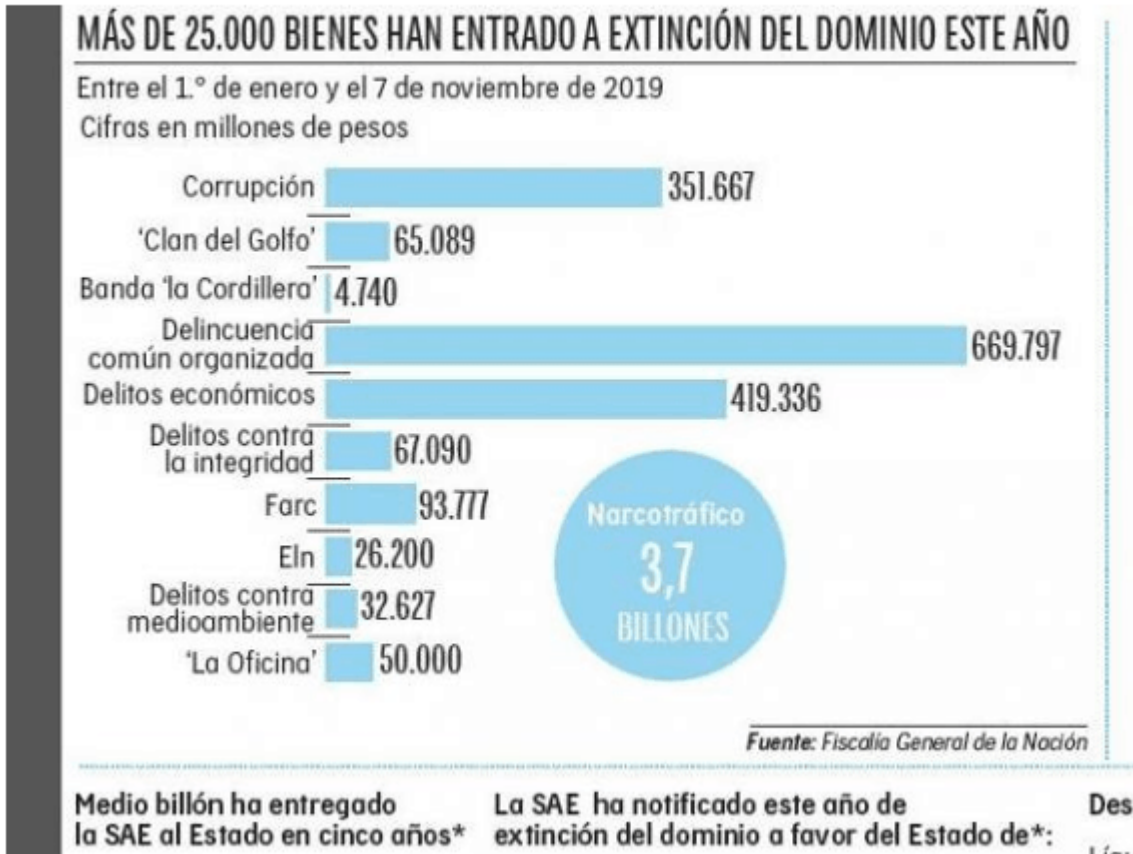 MÁS DE 25.000 BIENES HAN ENTRADO A EXTINCIÓN DEL DOMINIO ESTE AÑO
Entre el 1.° de enero y el 7 de noviembre de 2019
Cifras en millones de pesos
Corrupción 351.667
‘Clan del Golfo’ 65.089
Banda ‘la Cordillera’ 4.740
Delincuencia
común organizada 669.797
Delitos económicos 419.336
Delitos contra
la integridad 67.090
Farc 93.777
Eln 26.200
Delitos contra
medioambiente 32.627
‘La Oficina’ 50.000
Narcotráfico
3,7
BILLONES
Fuente: Fiscalía General de la Nación
Medio billón ha entregado
la SAE al Estado en cinco años*
La SAE ha notificado este año de
extinción del dominio a favor del Estado de*:
Des